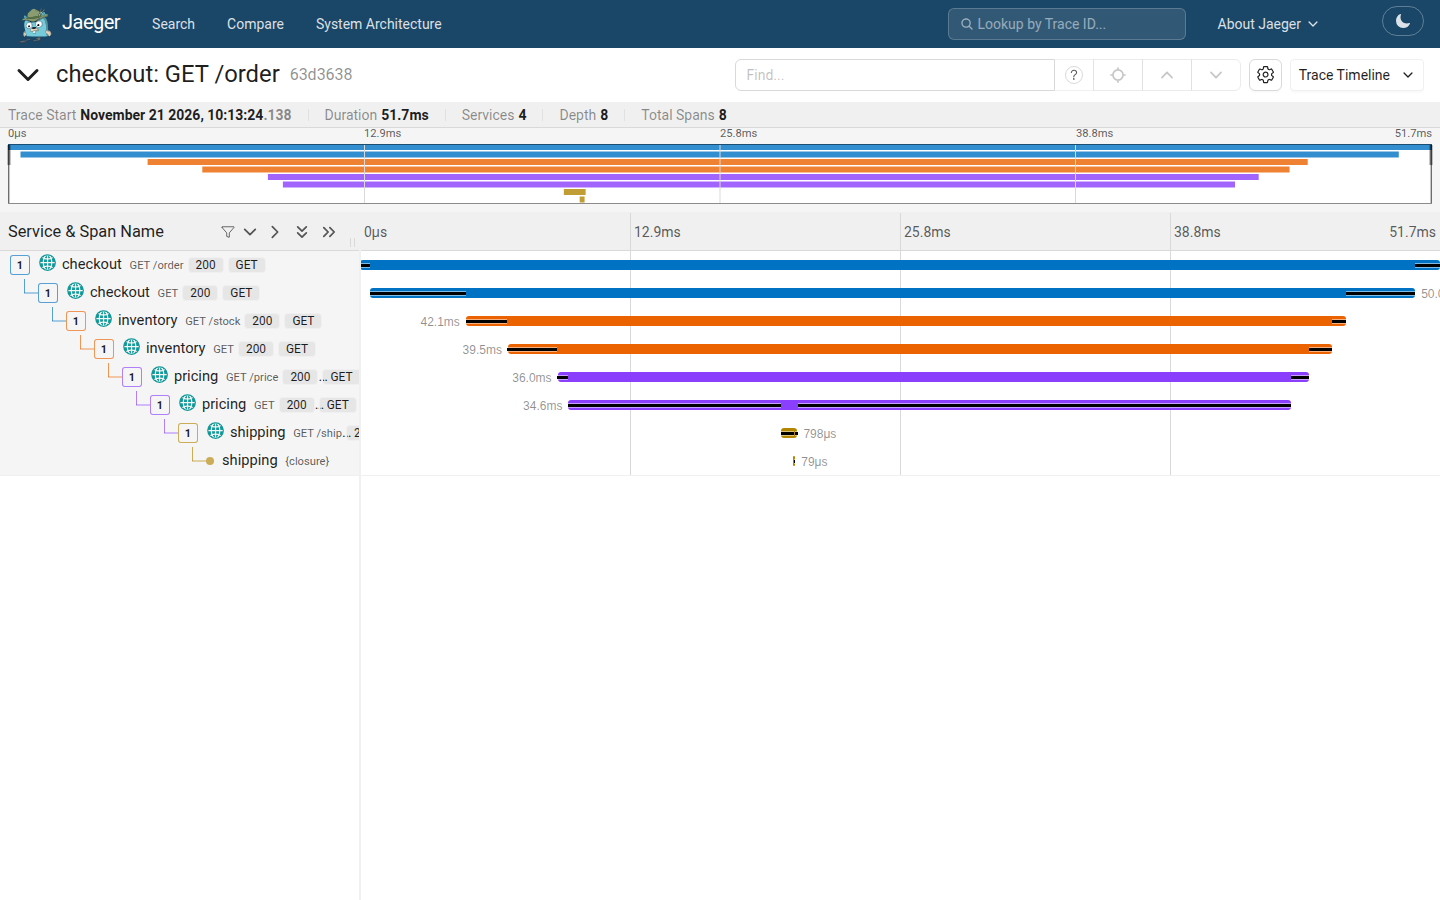 Jaeger Search Compare System Architecture Lookup by Trace ID... About Jaeger
checkout: GET /order 63d3638 Find... ? Trace Timeline
Trace Start November 21 2026, 10:13:24.138 Duration 51.7ms Services 4 Depth 8 Total Spans 8
0μs 12.9ms 25.8ms 38.8ms 51.7ms
Service & Span Name 0μs 12.9ms 25.8ms 38.8ms 51.7ms
1 checkout GET /order 200 GET
1 checkout GET 200 GET 50.0
1 inventory GET /stock 200 GET 42.1ms
1 inventory GET 200 GET 39.5ms
1 pricing GET /price 200 ... GET 36.0ms
1 pricing GET 200 ... GET 34.6ms
1 shipping GET /ship... 2 798μs
shipping {closure} 79μs